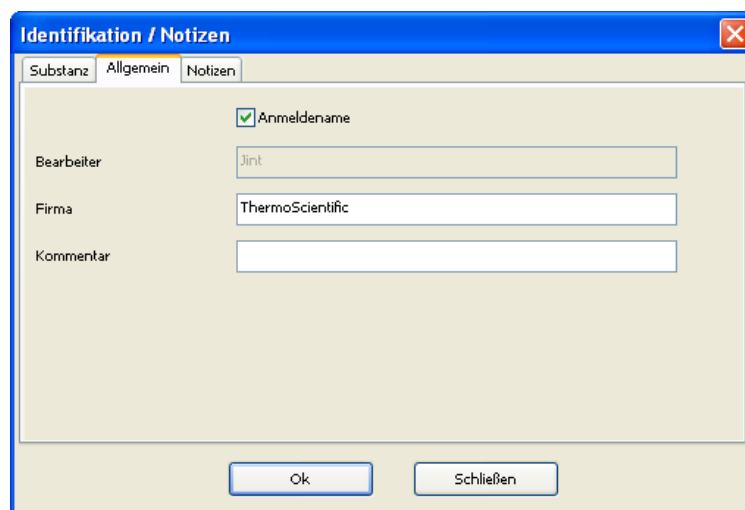 Identifikation / Notizen
Substanz Allgemein Notizen
Anmeldename
Bearbeiter Jint
Firma ThermoScientific
Kommentar
Ok Schließen